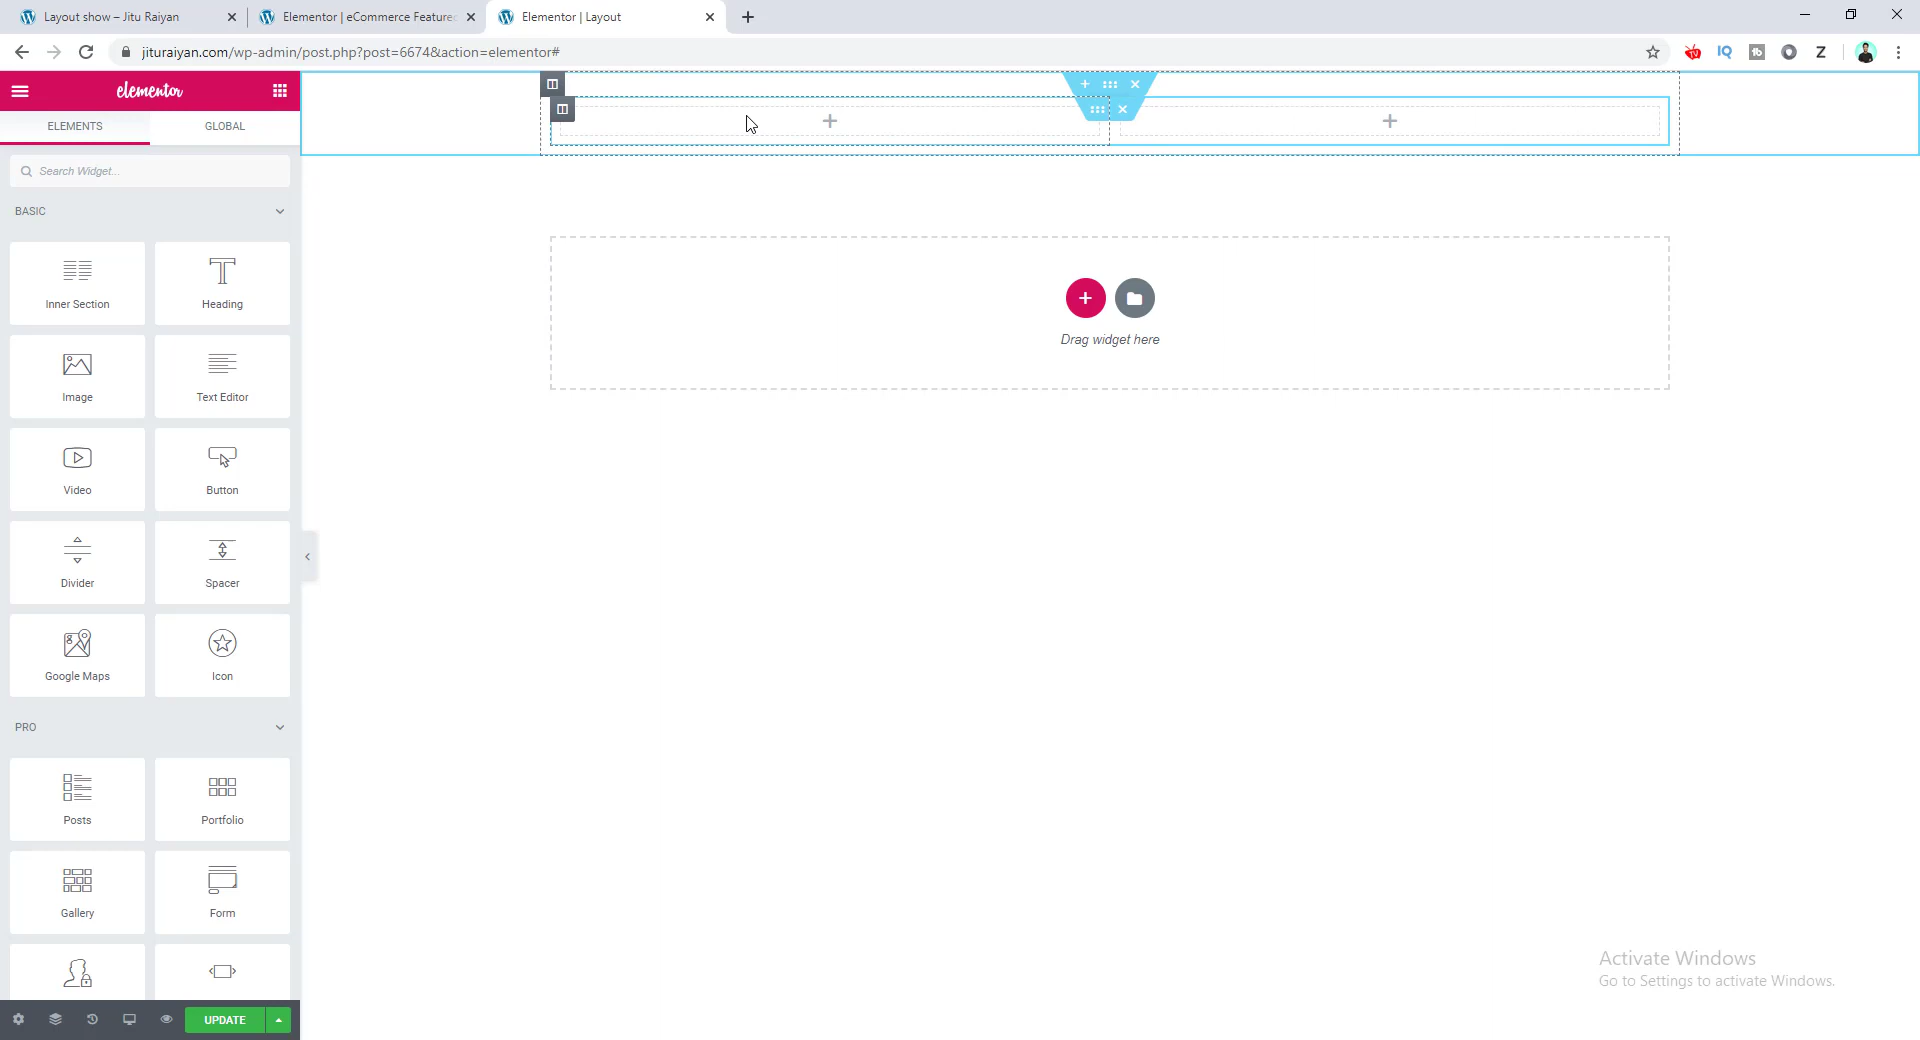 Layout show – Jitu Raiyan
Elementor | eCommerce Feature
Elementor | Layout
jituraiyan.com/wp-admin/post.php?post=6674&action=elementor#
IQ
tb
Z
elementor
ELEMENTS
GLOBAL
Search Widget...
BASIC
Inner Section
Heading
Image
Text Editor
Video
Button
Divider
Spacer
Google Maps
Icon
PRO
Posts
Portfolio
Gallery
Form
UPDATE
Drag widget here
Activate Windows
Go to Settings to activate Windows.